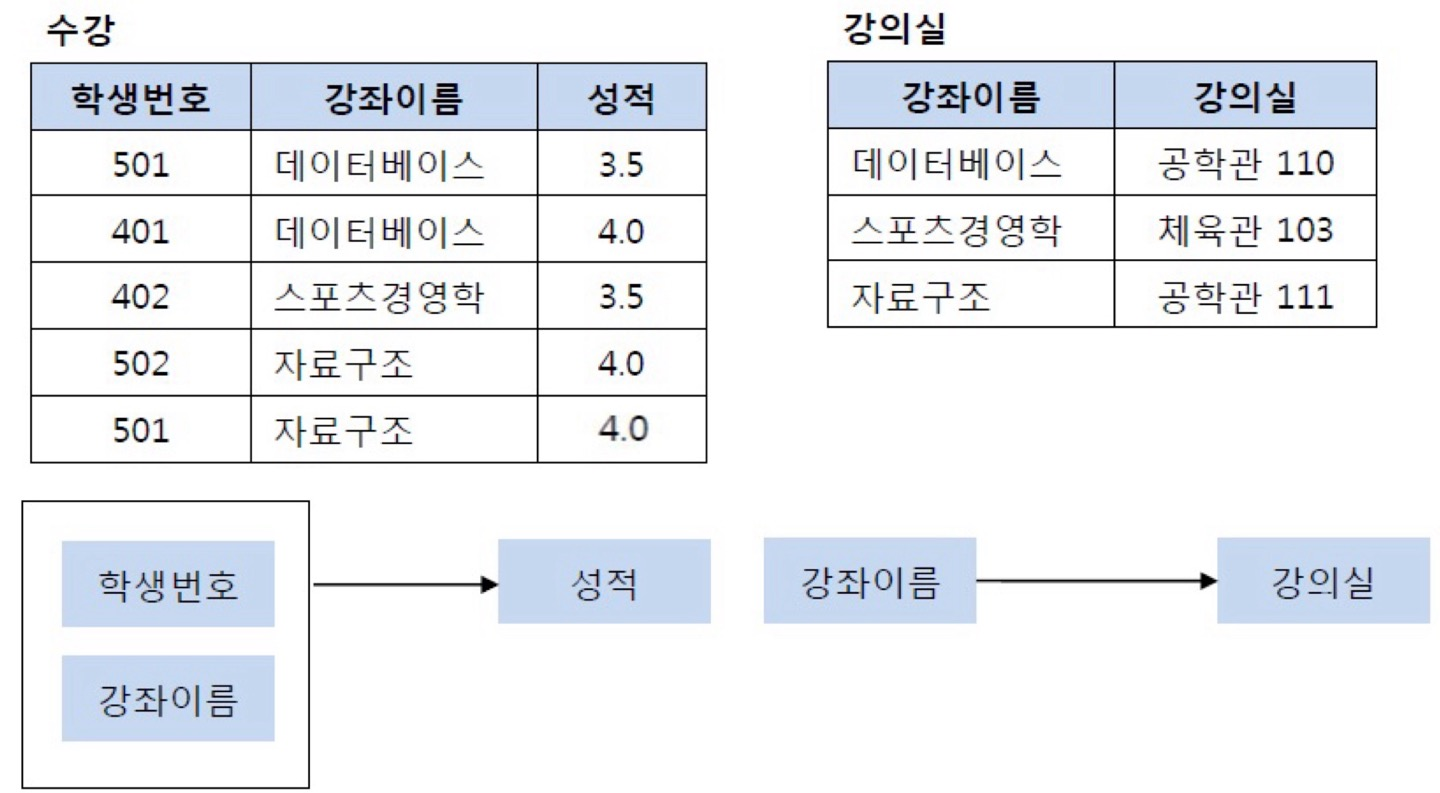 수강
학생번호 강좌이름 성적
501 데이터베이스 3.5
401 데이터베이스 4.0
402 스포츠경영학 3.5
502 자료구조 4.0
501 자료구조 4.0
강의실
강좌이름 강의실
데이터베이스 공학관 110
스포츠경영학 체육관 103
자료구조 공학관 111
학생번호
강좌이름
성적
강좌이름
강의실